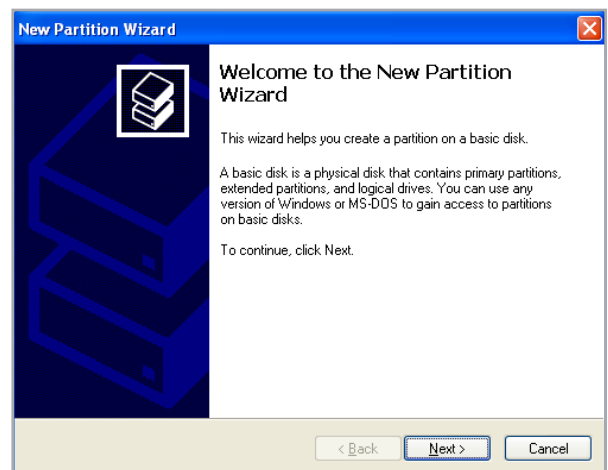 New Partition Wizard
Welcome to the New Partition
Wizard
This wizard helps you create a partition on a basic disk.
A basic disk is a physical disk that contains primary partitions,
extended partitions, and logical drives. You can use any
version of Windows or MS-DOS to gain access to partitions
on basic disks.
To continue, click Next.
< Back Next > Cancel